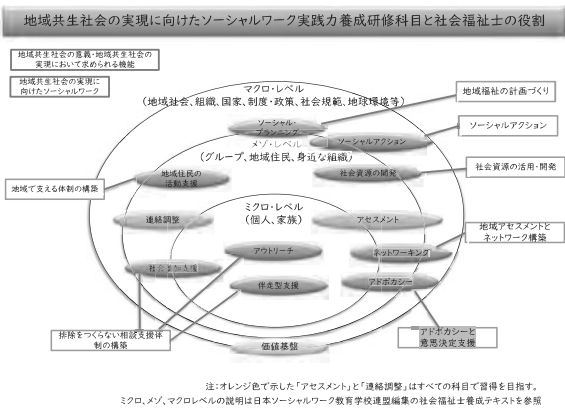 地域共生社会の実現に向けたソーシャルワーク実践力養成研修科目と社会福祉士の役割
地域共生社会の意義・地域共生社会の
実現において求められる機能
地域共生社会の実現に
向けたソーシャルワーク
マクロ・レベル
（地域社会、組織、国家、制度・政策、社会規範、地球環境等）
地域福祉の計画づくり
ソーシャル・
プランニング
ソーシャルアクション
ソーシャルアクション
メゾ・レベル
（グループ、地域住民、身近な組織）
社会資源の活用・開発
地域住民の
活動支援
社会資源の開発
地域で支える体制の構築
ミクロ・レベル
（個人、家族）
連絡調整
アセスメント
地域アセスメントと
ネットワーク構築
アウトリーチ
ネットワーキング
社会参加支援
伴走型支援
アドボカシー
排除をつくらない相談支援体
制の構築
アドボカシーと
意思決定支援
価値基盤
注：オレンジ色で示した「アセスメント」と「連絡調整」はすべての科目で習得を目指す。
ミクロ、メゾ、マクロレベルの説明は日本ソーシャルワーク教育学校連盟編集の社会福祉士養成テキストを参照